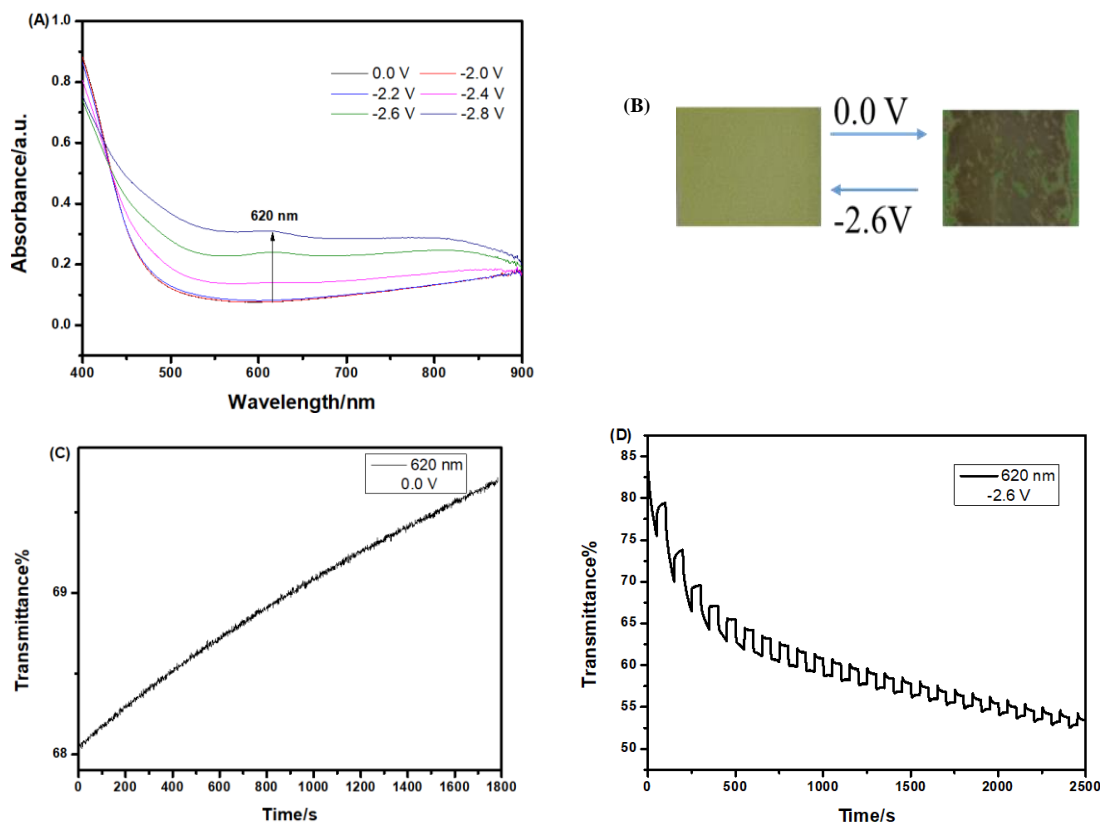 (A)
1.0
0.8
0.6
0.4
0.2
0.0
Absorbance/a.u.
0.0 V -2.0 V
-2.2 V -2.4 V
-2.6 V -2.8 V
620 nm
400 500 600 700 800 900
Wavelength/nm
(B)
0.0 V
-2.6V
(C)
69
68
Transmittance%
620 nm
0.0 V
0 200 400 600 800 1000 1200 1400 1600 1800
Time/s
(D)
85
80
75
70
65
60
55
50
Transmittance%
620 nm
-2.6 V
0 500 1000 1500 2000 2500
Time/s